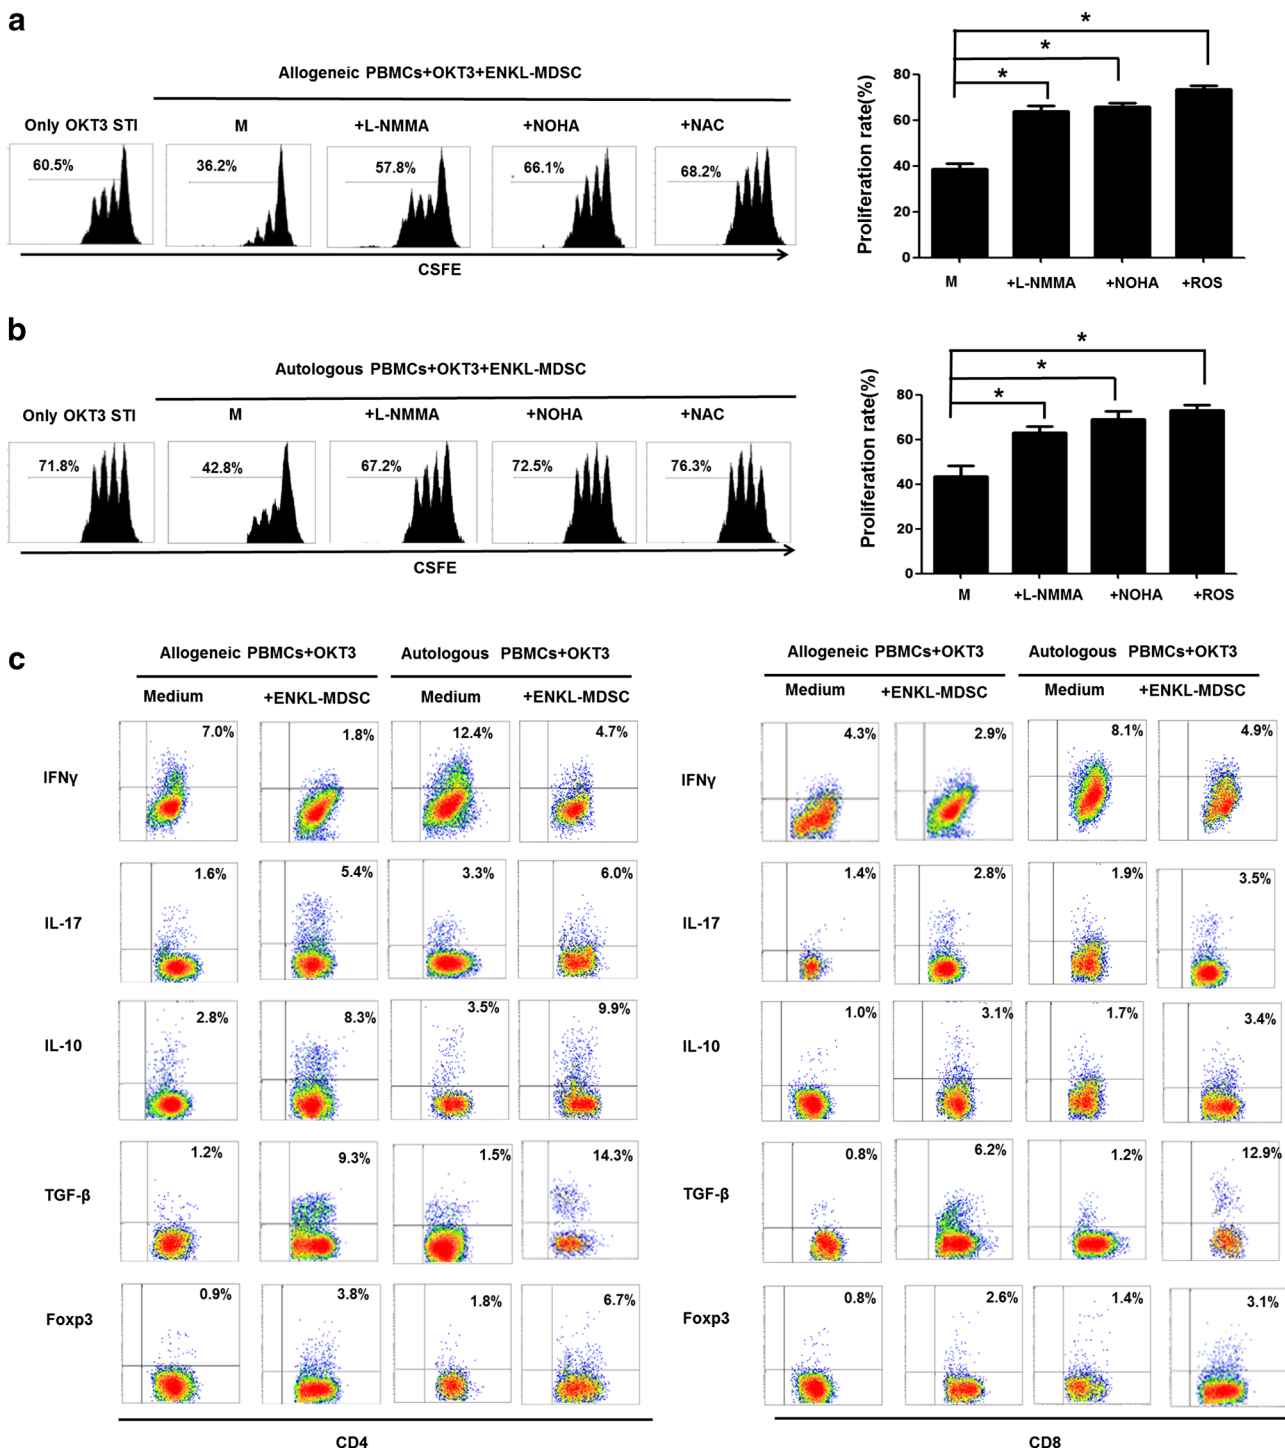 a
Allogeneic PBMCs+OKT3+ENKL-MDSC
Only OKT3 STI M +L-NMMA +NOHA +NAC
60.5% 36.2% 57.8% 66.1% 68.2%
CSFE
* * *
Proliferation rate(%)
80
60
40
20
0
M +L-NMMA +NOHA +ROS
b
Autologous PBMCs+OKT3+ENKL-MDSC
Only OKT3 STI M +L-NMMA +NOHA +NAC
71.8% 42.8% 67.2% 72.5% 76.3%
CSFE
* * *
Proliferation rate(%)
80
60
40
20
0
M +L-NMMA +NOHA +ROS
c
Allogeneic PBMCs+OKT3 Autologous PBMCs+OKT3
Medium +ENKL-MDSC Medium +ENKL-MDSC
IFNγ 7.0% 1.8% 12.4% 4.7%
IL-17 1.6% 5.4% 3.3% 6.0%
IL-10 2.8% 8.3% 3.5% 9.9%
TGF-β 1.2% 9.3% 1.5% 14.3%
Foxp3 0.9% 3.8% 1.8% 6.7%
CD4
Allogeneic PBMCs+OKT3 Autologous PBMCs+OKT3
Medium +ENKL-MDSC Medium +ENKL-MDSC
IFNγ 4.3% 2.9% 8.1% 4.9%
IL-17 1.4% 2.8% 1.9% 3.5%
IL-10 1.0% 3.1% 1.7% 3.4%
TGF-β 0.8% 6.2% 1.2% 12.9%
Foxp3 0.8% 2.6% 1.4% 3.1%
CD8